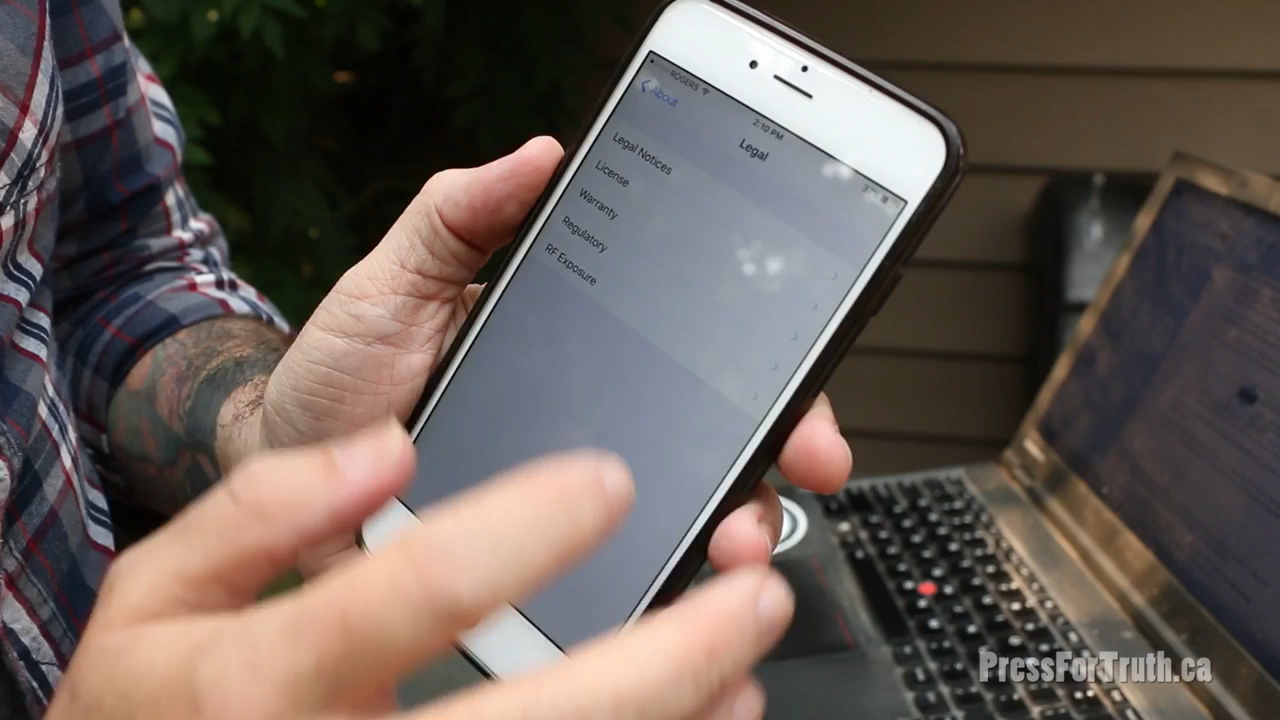 ROGERS
2:10 PM
About
Legal
Legal Notices
License
Warranty
Regulatory
RF Exposure
PressForTruth.ca